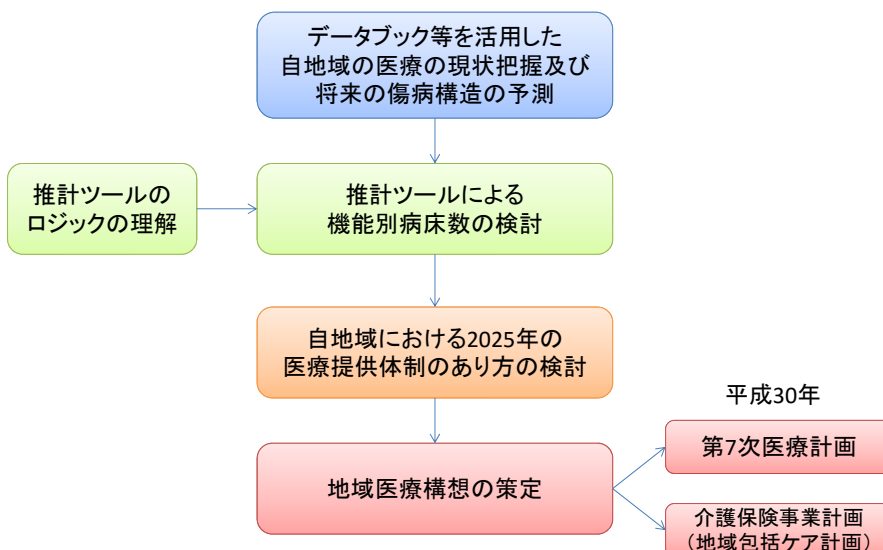 データブック等を活用した
自地域の医療の現状把握及び
将来の傷病構造の予測
推計ツールの
ロジックの理解
推計ツールによる
機能別病床数の検討
自地域における2025年の
医療提供体制のあり方の検討
平成30年
第7次医療計画
地域医療構想の策定
介護保険事業計画
（地域包括ケア計画）